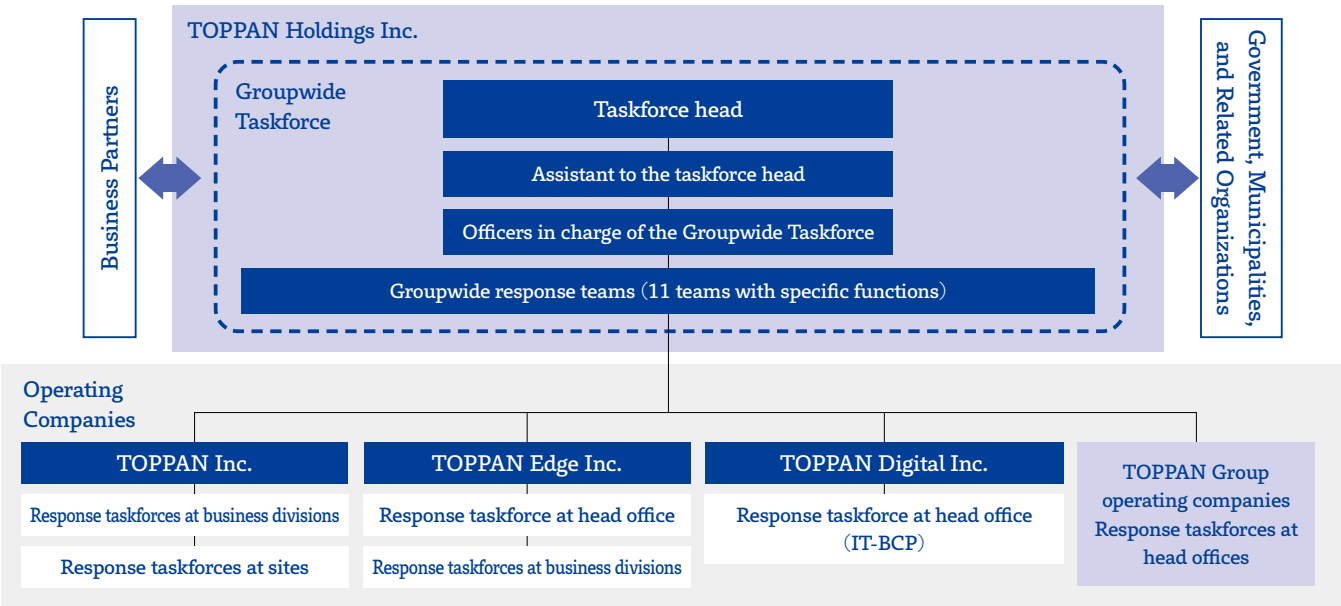 Business Partners
TOPPAN Holdings Inc.
Groupwide
Taskforce
Taskforce head
Assistant to the taskforce head
Officers in charge of the Groupwide Taskforce
Groupwide response teams（11 teams with specific functions）
Government, Municipalities,
and Related Organizations
Operating
Companies
TOPPAN Inc.
Response taskforces at business divisions
Response taskforces at sites
TOPPAN Edge Inc.
Response taskforce at head office
Response taskforces at business divisions
TOPPAN Digital Inc.
Response taskforce at head office
(IT-BCP)
TOPPAN Group
operating companies
Response taskforces at
head offices